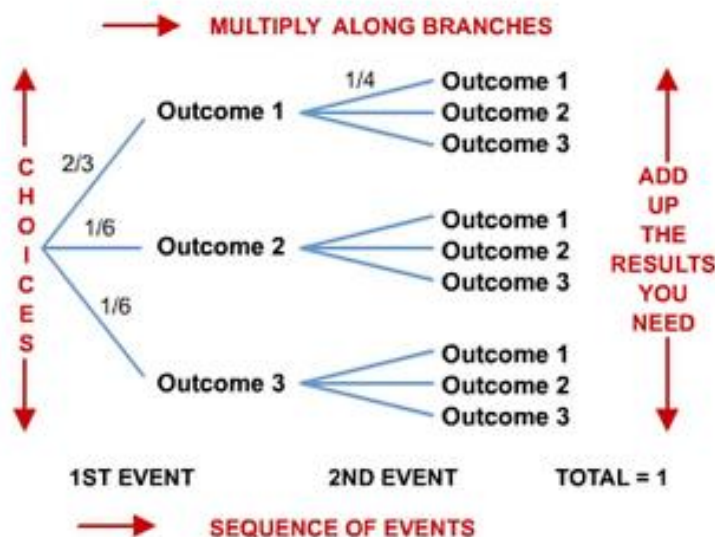 MULTIPLY ALONG BRANCHES
CHOICES
2/3
1/6
1/6
Outcome 1
1/4
Outcome 1
Outcome 2
Outcome 3
Outcome 2
Outcome 1
Outcome 2
Outcome 3
Outcome 3
Outcome 1
Outcome 2
Outcome 3
ADD
UP
THE
RESULTS
YOU
NEED
1ST EVENT 2ND EVENT TOTAL = 1
SEQUENCE OF EVENTS